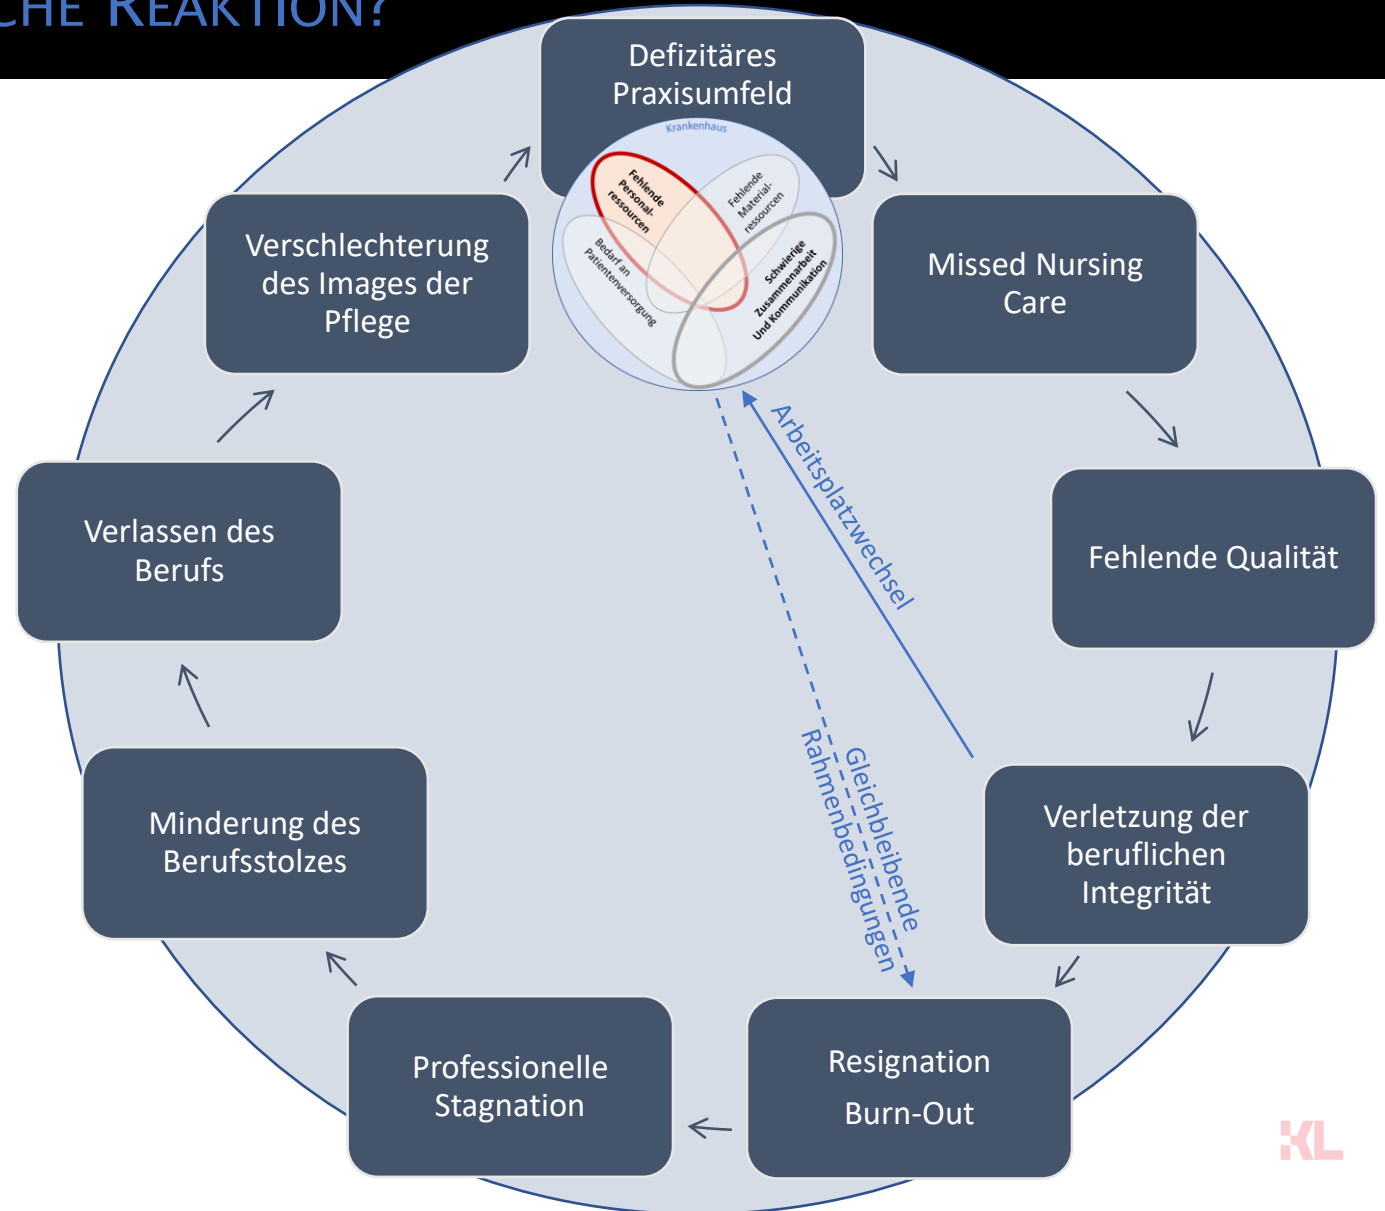 CHE REAKTION?
Defizitäres
Praxisumfeld
Krankenhaus
Fehlende
Personal-
ressourcen
Fehlende
Material-
ressourcen
Bedarf an
Patientenversorgung
Schwierige
Zusammenarbeit
Und Kommunikation
Missed Nursing
Care
Fehlende Qualität
Verletzung der
beruflichen
Integrität
Resignation
Burn-Out
Professionelle
Stagnation
Minderung des
Berufsstolzes
Verlassen des
Berufs
Verschlechterung
des Images der
Pflege
Arbeitsplatzwechsel
Gleichbleibende
Rahmenbedingungen
KL